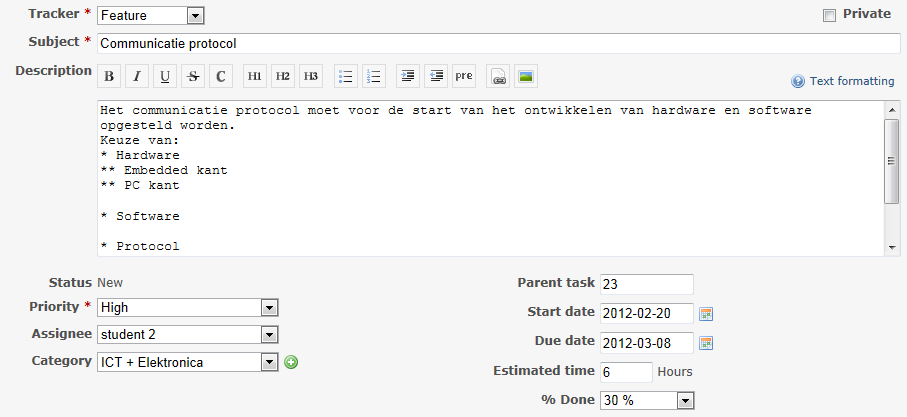 Tracker * Feature Private
Subject * Communicatie protocol
Description B I U S C H1 H2 H3 pre Text formatting
Het communicatie protocol moet voor de start van het ontwikkelen van hardware en software
opgesteld worden.
Keuze van:
* Hardware
** Embedded kant
** PC kant
* Software
* Protocol
Status New
Priority * High
Assignee student 2
Category ICT + Elektronica
Parent task 23
Start date 2012-02-20
Due date 2012-03-08
Estimated time 6 Hours
% Done 30 %